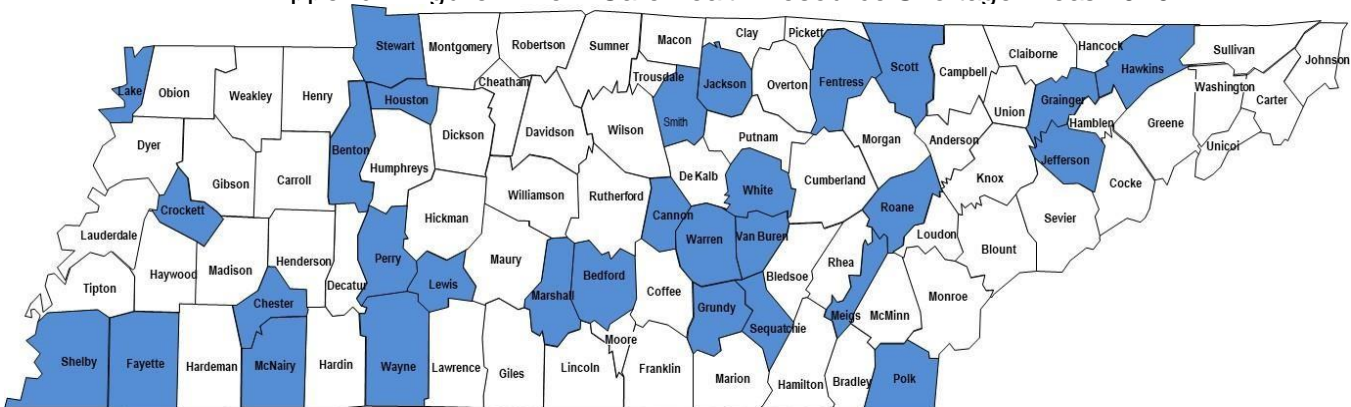 Stewart
Montgomery
Robertson
Sumner
Macon
Clay
Pickett
Lake
Obion
Weakley
Henry
Houston
Cheatham
Trousdale
Jackson
Overton
Fentress
Scott
Campbell
Claiborne
Hancock
Hawkins
Sullivan
Johnson
Washington
Carter
Union
Grainger
Hamblen
Greene
Unicoi
Dyer
Gibson
Carroll
Benton
Humphreys
Dickson
Davidson
Wilson
Smith
Putnam
Morgan
Anderson
Jefferson
Knox
Cocke
Crockett
Lauderdale
Hickman
Williamson
Rutherford
De Kalb
White
Cumberland
Roane
Loudon
Sevier
Blount
Cannon
Warren
Van Buren
Tipton
Haywood
Madison
Henderson
Decatur
Perry
Lewis
Maury
Marshall
Bedford
Coffee
Bledsoe
Rhea
Monroe
Chester
Grundy
Sequatchie
Meigs
McMinn
Shelby
Fayette
Hardeman
McNairy
Hardin
Wayne
Lawrence
Giles
Lincoln
Moore
Franklin
Marion
Hamilton
Bradley
Polk